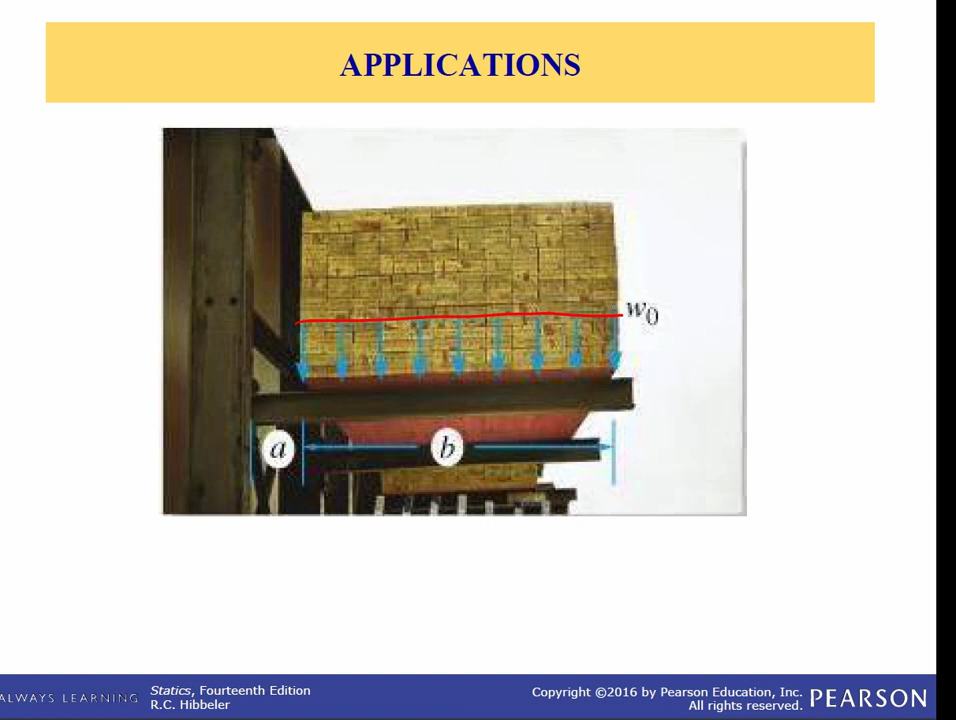 APPLICATIONS
w0
a
b
ALWAYS LEARNING
Statics, Fourteenth Edition
R.C. Hibbeler
Copyright ©2016 by Pearson Education, Inc.
All rights reserved.
PEARSON